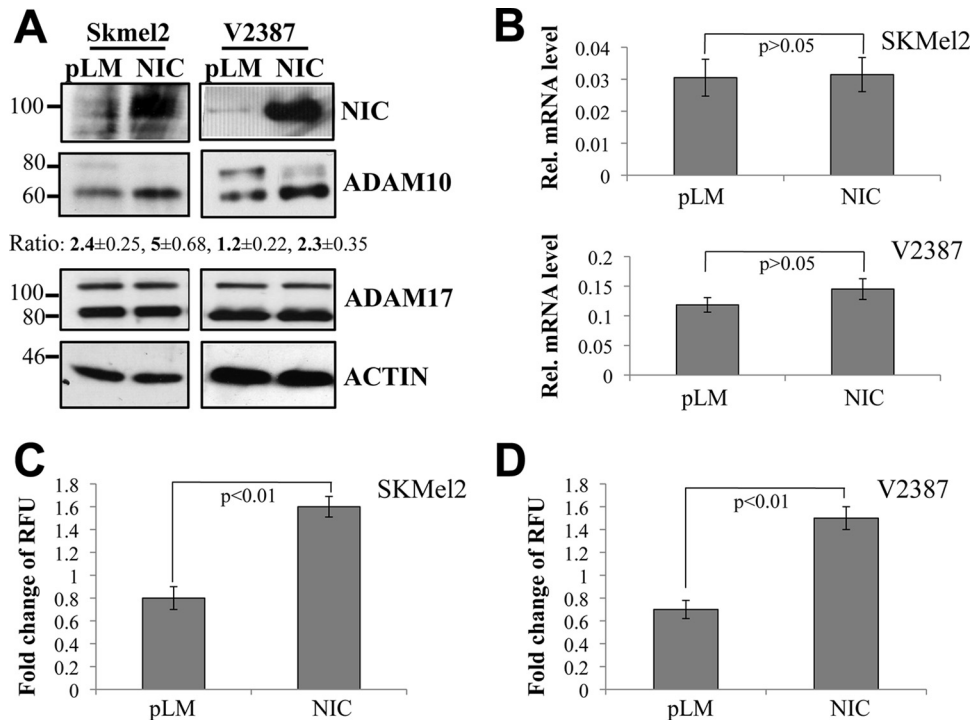 A
Skmel2 V2387
pLM NIC pLM NIC
100
NIC
80
60
ADAM10
Ratio: 2.4±0.25, 5±0.68, 1.2±0.22, 2.3±0.35
100
80
ADAM17
46
ACTIN
B
SKMel2
Rel. mRNA level
0.04
0.03
0.02
0.01
0
p>0.05
pLM NIC
V2387
Rel. mRNA level
0.2
0.15
0.1
0.05
0
p>0.05
pLM NIC
C
SKMel2
Fold change of RFU
1.8
1.6
1.4
1.2
1
0.8
0.6
0.4
0.2
0
p<0.01
pLM NIC
D
V2387
Fold change of RFU
1.8
1.6
1.4
1.2
1
0.8
0.6
0.4
0.2
0
p<0.01
pLM NIC